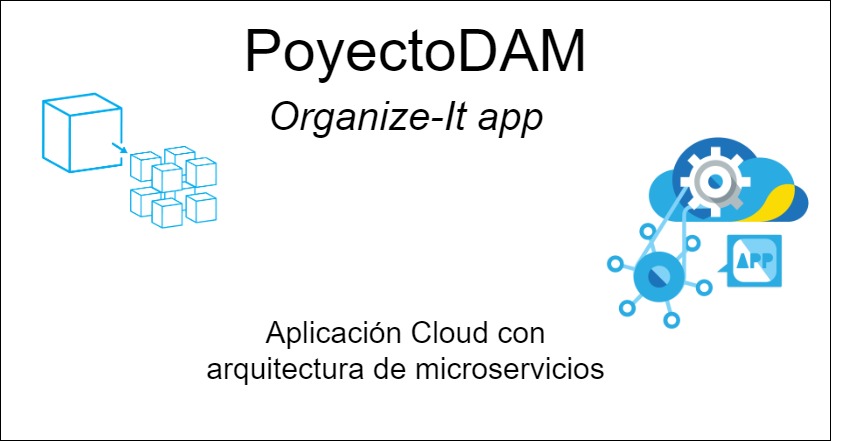 PoyectoDAM
Organize-It app
APP
Aplicación Cloud con
arquitectura de microservicios